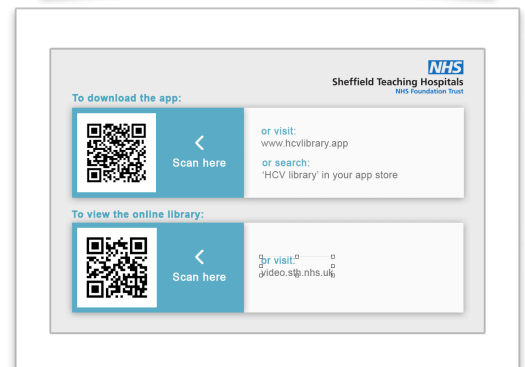 NHS
Sheffield Teaching Hospitals
NHS Foundation Trust
To download the app:
Scan here
or visit:
www.hcvlibrary.app
or search:
‘HCV library’ in your app store
To view the online library:
Scan here
or visit:
video.sth.nhs.uk